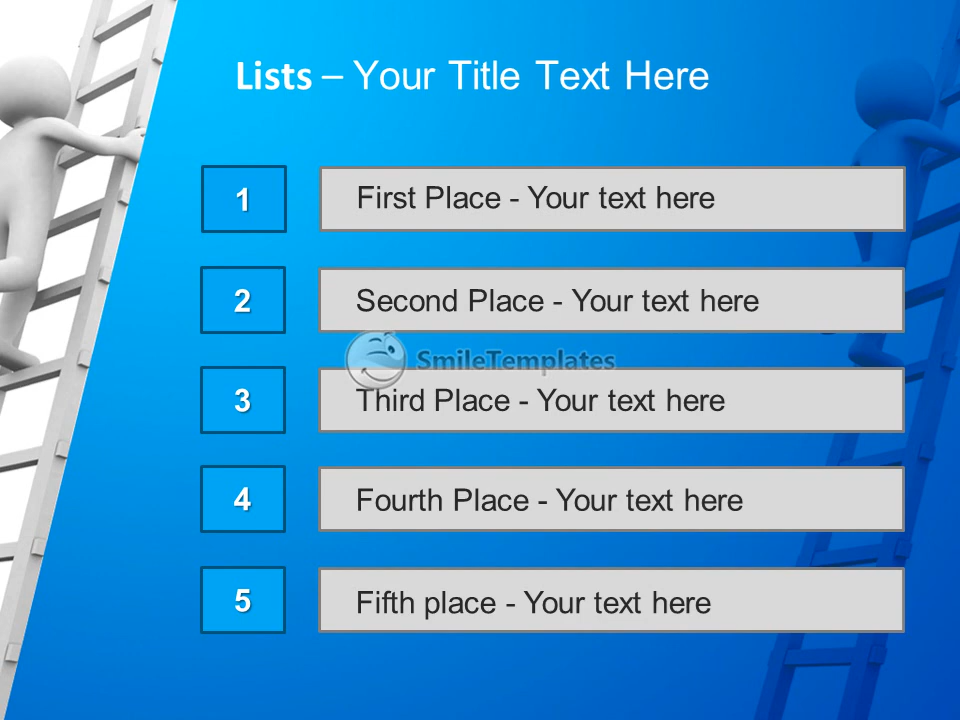 Lists – Your Title Text Here
1 First Place - Your text here
2 Second Place - Your text here
SmileTemplates
3 Third Place - Your text here
4 Fourth Place - Your text here
5 Fifth place - Your text here